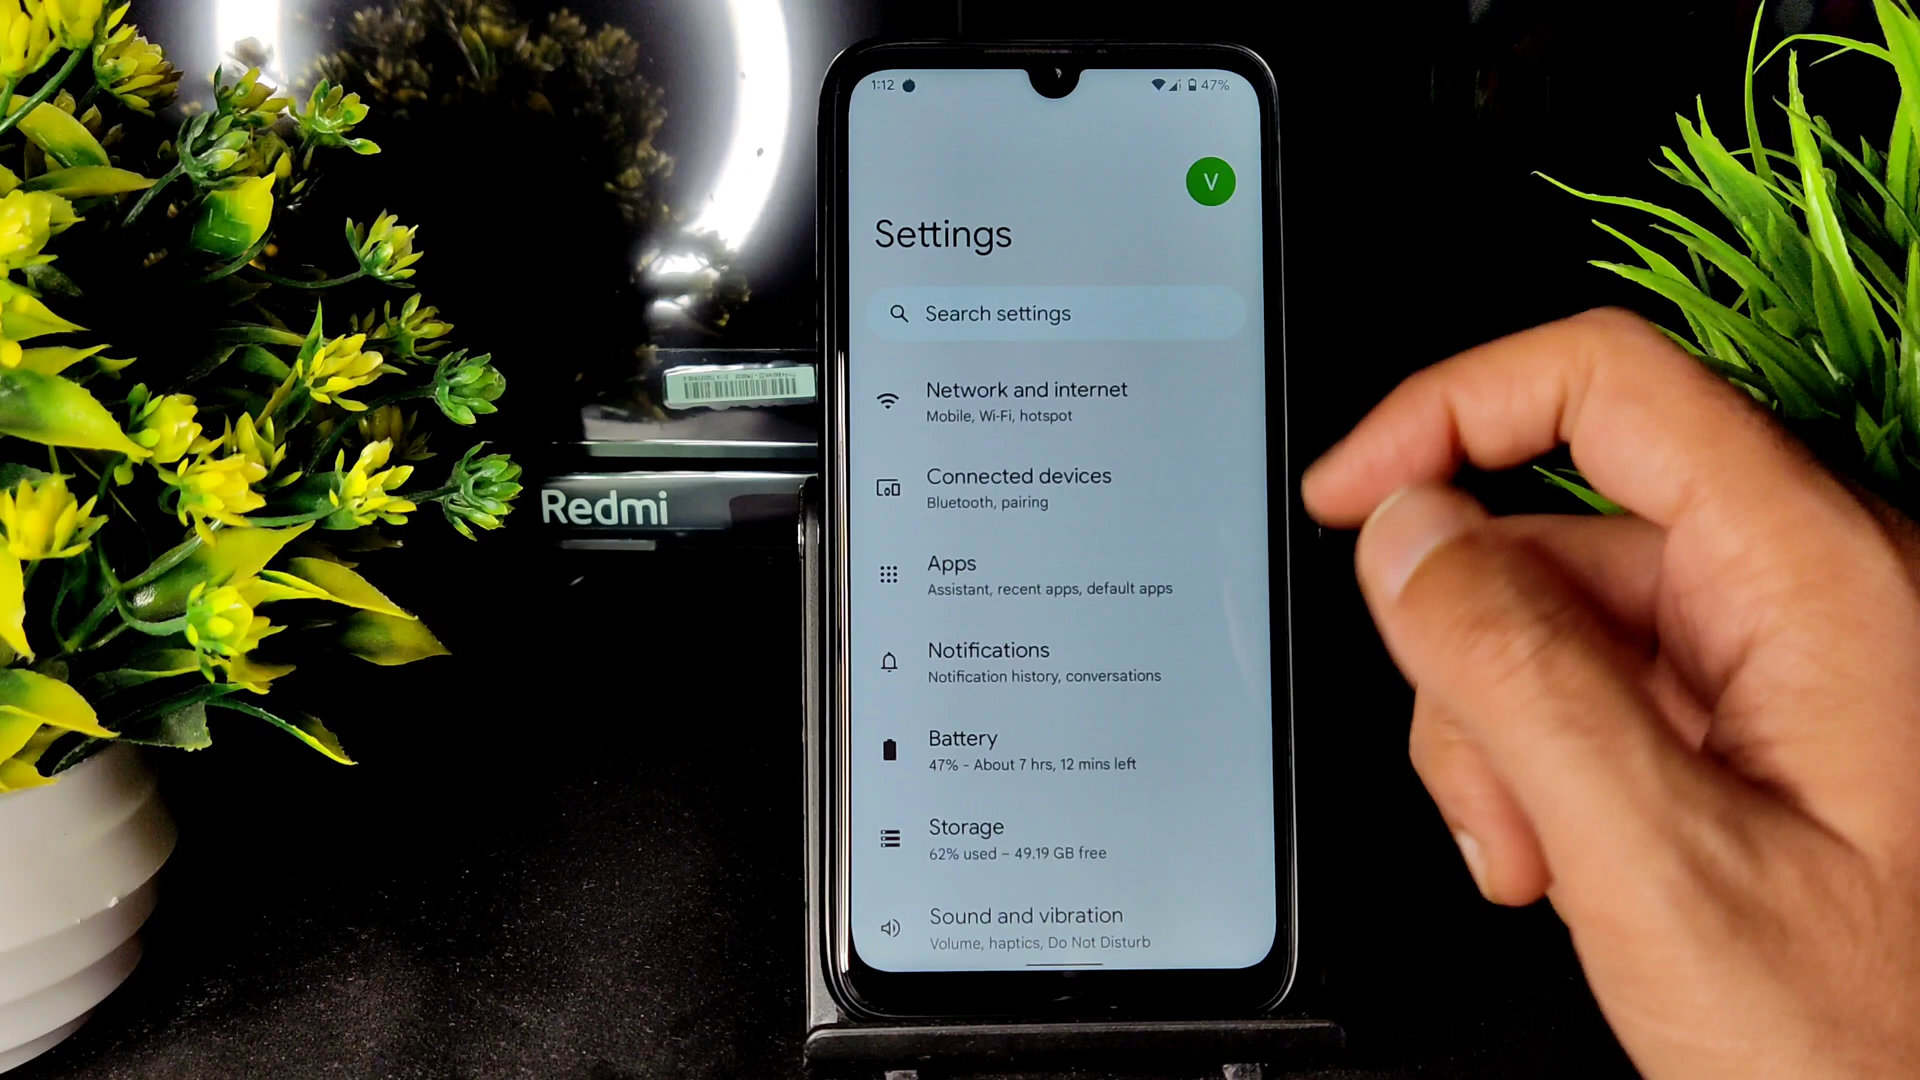 1:12
47%
V
Settings
Search settings
Network and internet
Mobile, Wi-Fi, hotspot
Connected devices
Bluetooth, pairing
Redmi
Apps
Assistant, recent apps, default apps
Notifications
Notification history, conversations
Battery
47% - About 7 hrs, 12 mins left
Storage
62% used – 49.19 GB free
Sound and vibration
Volume, haptics, Do Not Disturb